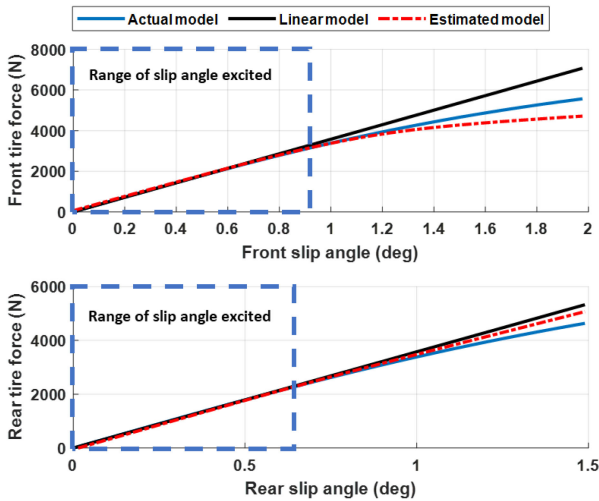 Actual model Linear model Estimated model
8000
6000
4000
2000
0
Front tire force (N)
Range of slip angle excited
0 0.2 0.4 0.6 0.8 1 1.2 1.4 1.6 1.8 2
Front slip angle (deg)
6000
4000
2000
0
Rear tire force (N)
Range of slip angle excited
0 0.5 1 1.5
Rear slip angle (deg)